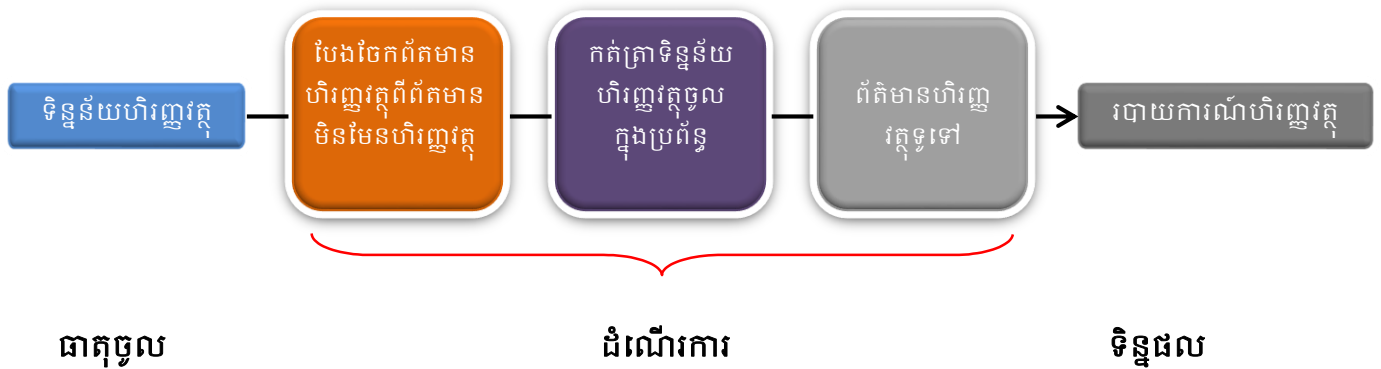 ទិន្នន័យហិរញ្ញវត្ថុ
បែងចែកព័តមាន
ហិរញ្ញវត្ថុពីព័តមាន
មិនមែនហិរញ្ញវត្ថុ
កត់ត្រាទិន្នន័យ
ហិរញ្ញវត្ថុចូល
ក្នុងប្រព័ន្ធ
ព័ត៌មានហិរញ្ញ
វត្ថុទូទៅ
របាយការណ៍ហិរញ្ញវត្ថុ
ធាតុចូល
ដំណើរការ
ទិន្នផល